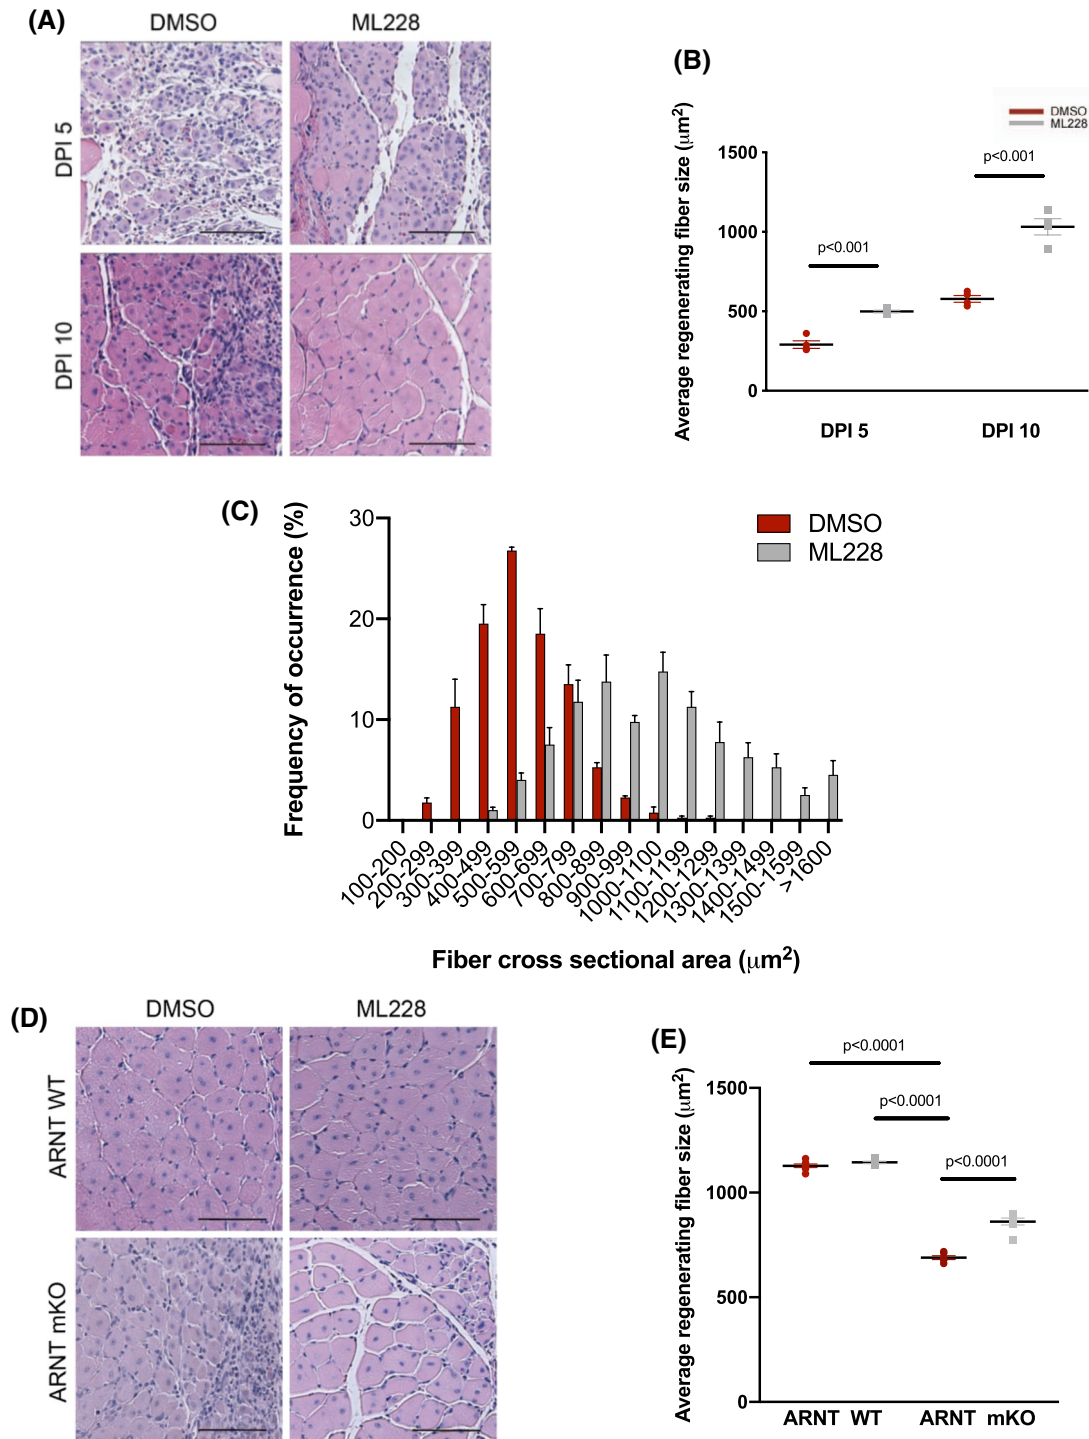 (A)
DMSO
ML228
DPI 5
DPI 10
(B)
DMSO
ML228
Average regenerating fiber size (μm²)
1500
1000
500
0
p<0.001
p<0.001
DPI 5
DPI 10
(C)
Frequency of occurrence (%)
30
20
10
0
DMSO
ML228
100-200
200-299
300-399
400-499
500-599
600-699
700-799
800-899
900-999
1000-1100
1100-1199
1200-1299
1300-1399
1400-1499
1500-1599
>1600
Fiber cross sectional area (μm²)
(D)
DMSO
ML228
ARNT WT
ARNT mKO
(E)
Average regenerating fiber size (μm²)
1500
1000
500
0
p<0.0001
p<0.0001
p<0.0001
ARNT WT
ARNT mKO